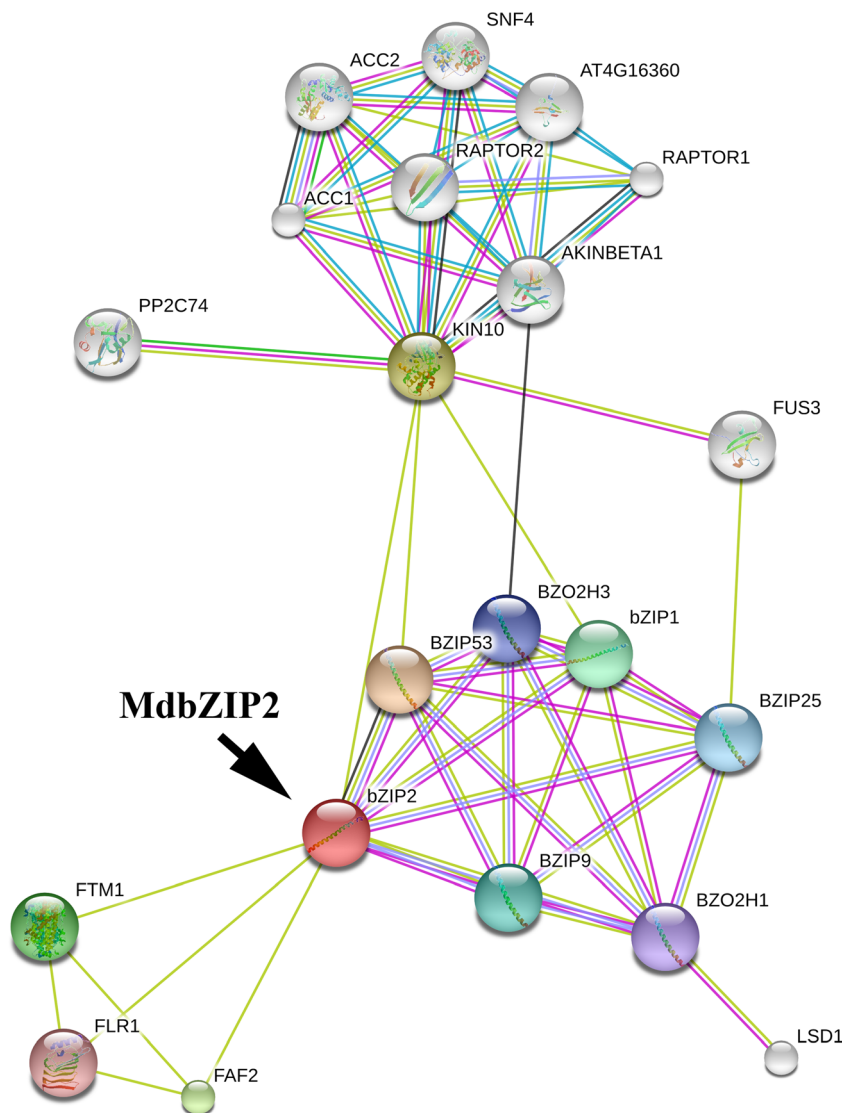 SNF4
ACC2
AT4G16360
RAPTOR2
RAPTOR1
ACC1
AKINBETA1
PP2C74
KIN10
FUS3
BZO2H3
bZIP1
BZIP53
MdbZIP2
BZIP25
bZIP2
BZIP9
BZO2H1
FTM1
FLR1
LSD1
FAF2